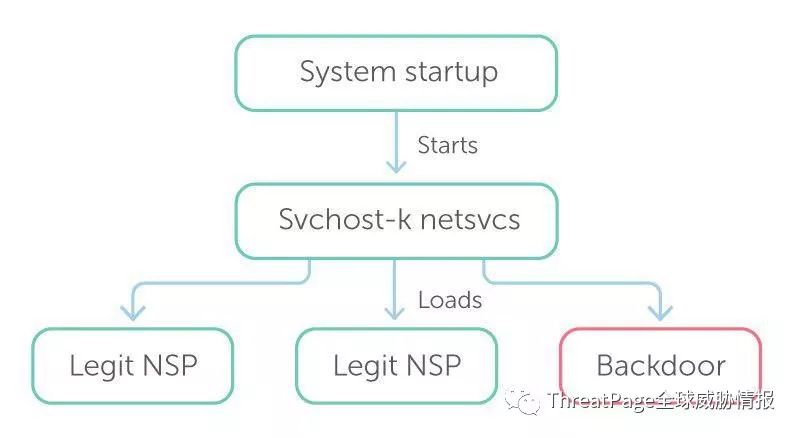 System startup
Starts
Svchost-k netsvcs
Loads
Legit NSP
Legit NSP
Backdoor
ThreatPage全球威胁情报